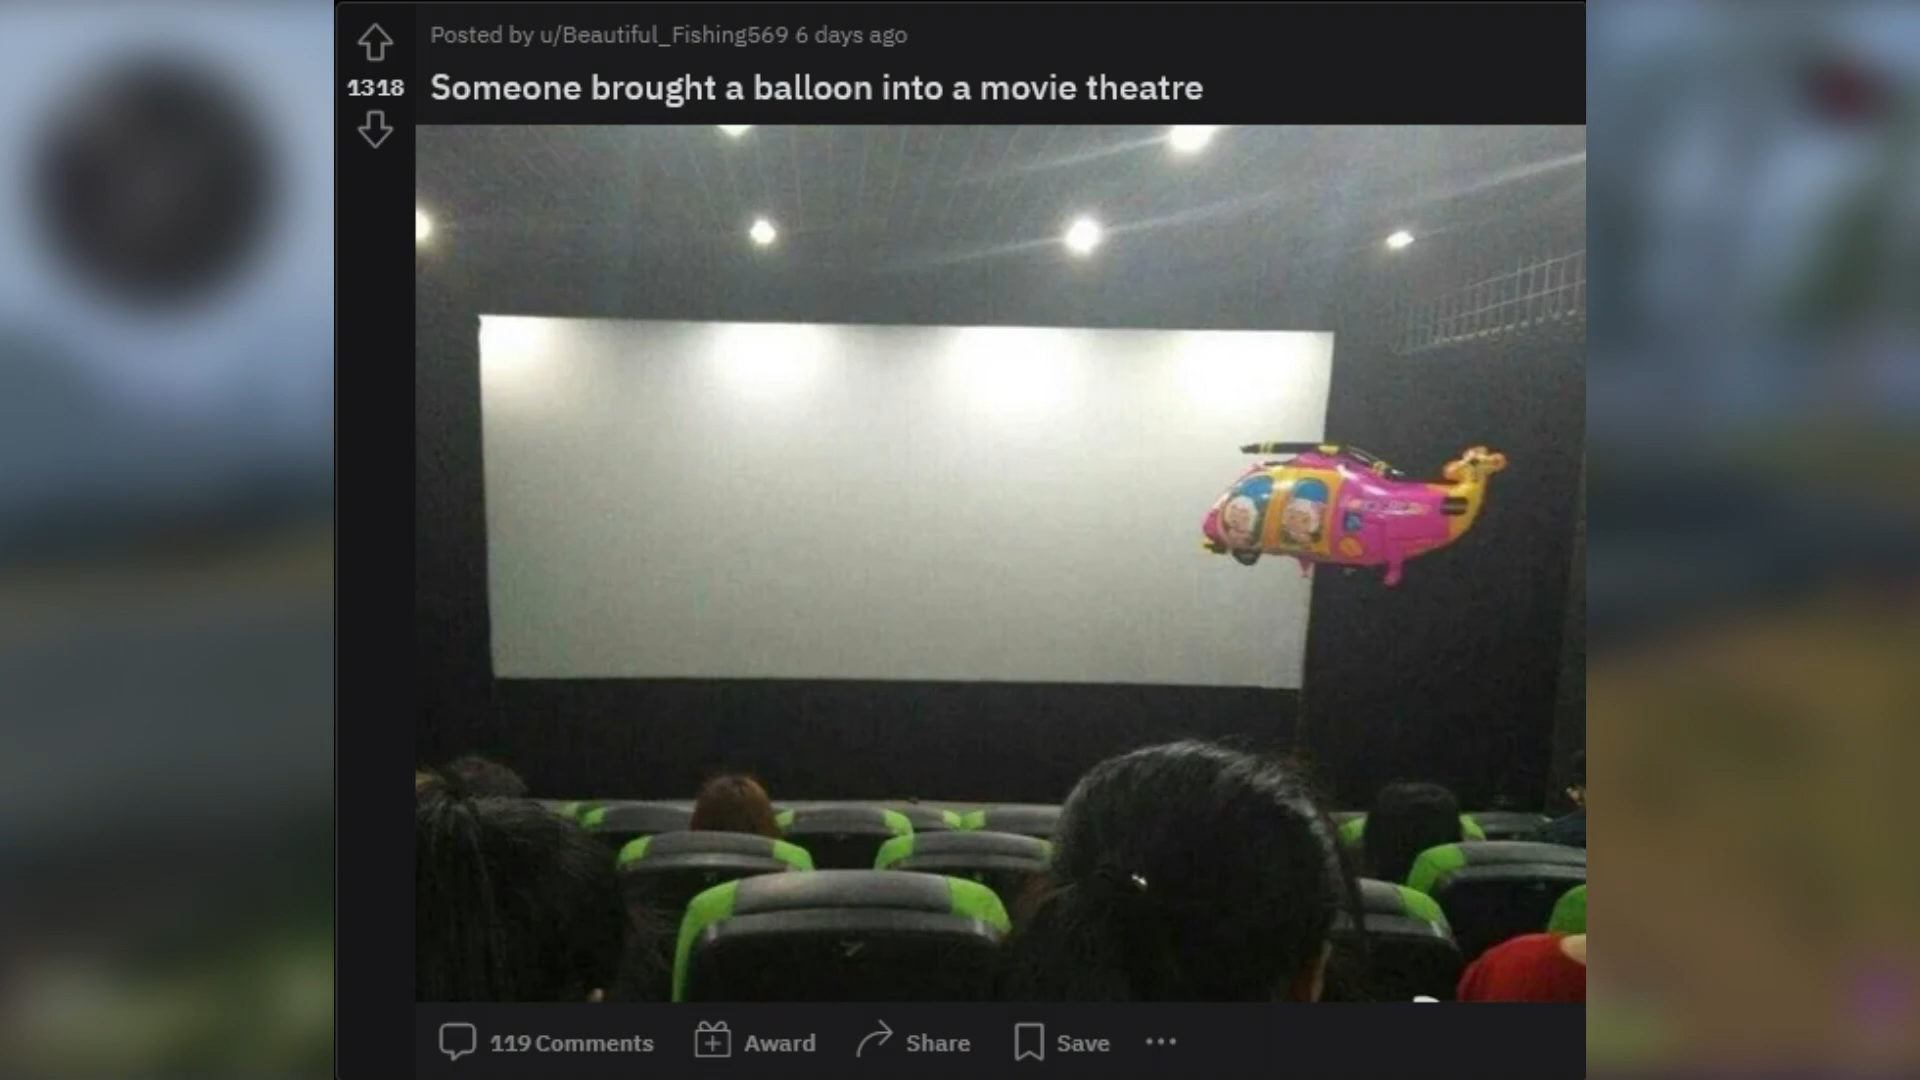 Posted by u/Beautiful_Fishing569 6 days ago
1318
Someone brought a balloon into a movie theatre
119 Comments
Award
Share
Save